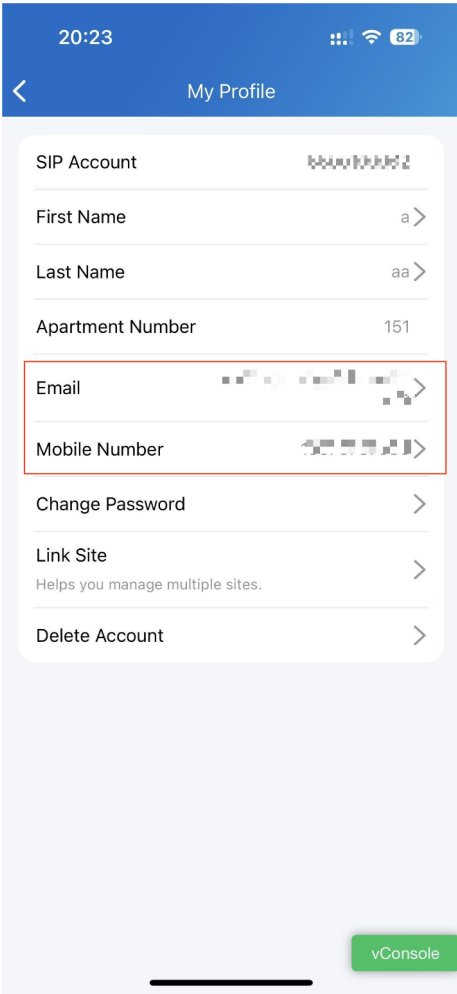 20:23
82
My Profile
SIP Account
First Name
a
Last Name
aa
Apartment Number
151
Email
Mobile Number
Change Password
Link Site
Helps you manage multiple sites.
Delete Account
vConsole